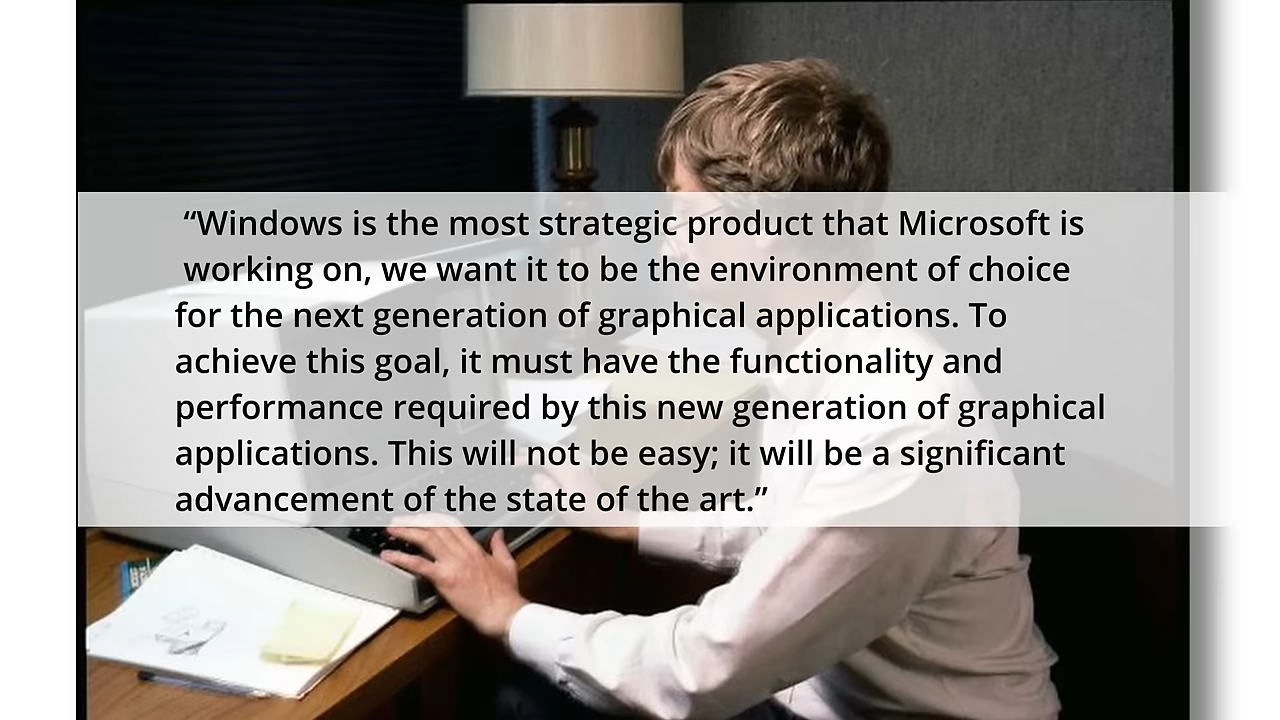 “Windows is the most strategic product that Microsoft is
working on, we want it to be the environment of choice
for the next generation of graphical applications. To
achieve this goal, it must have the functionality and
performance required by this new generation of graphical
applications. This will not be easy; it will be a significant
advancement of the state of the art.”